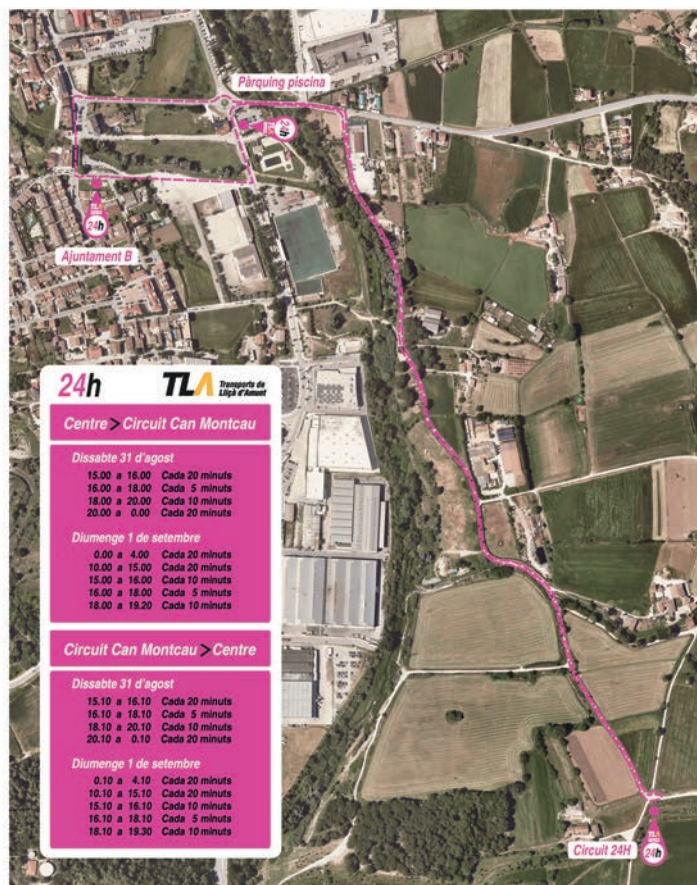 Pàrquing piscina
24h
TLA
24h
Ajuntament B
24h
TLA Transports de
Lliçà d'Amunt
Centre > Circuit Can Montcau
Dissabte 31 d'agost
15.00 a 16.00 Cada 20 minuts
16.00 a 18.00 Cada 5 minuts
18.00 a 20.00 Cada 10 minuts
20.00 a 0.00 Cada 20 minuts
Diumenge 1 de setembre
0.00 a 4.00 Cada 20 minuts
10.00 a 15.00 Cada 20 minuts
15.00 a 16.00 Cada 10 minuts
16.00 a 18.00 Cada 5 minuts
18.00 a 19.20 Cada 10 minuts
Circuit Can Montcau > Centre
Dissabte 31 d'agost
15.10 a 16.10 Cada 20 minuts
16.10 a 18.10 Cada 5 minuts
18.10 a 20.10 Cada 10 minuts
20.10 a 0.10 Cada 20 minuts
Diumenge 1 de setembre
0.10 a 4.10 Cada 20 minuts
10.10 a 15.10 Cada 20 minuts
15.10 a 16.10 Cada 10 minuts
16.10 a 18.10 Cada 5 minuts
18.10 a 19.30 Cada 10 minuts
TLA
Circuit 24H
24h